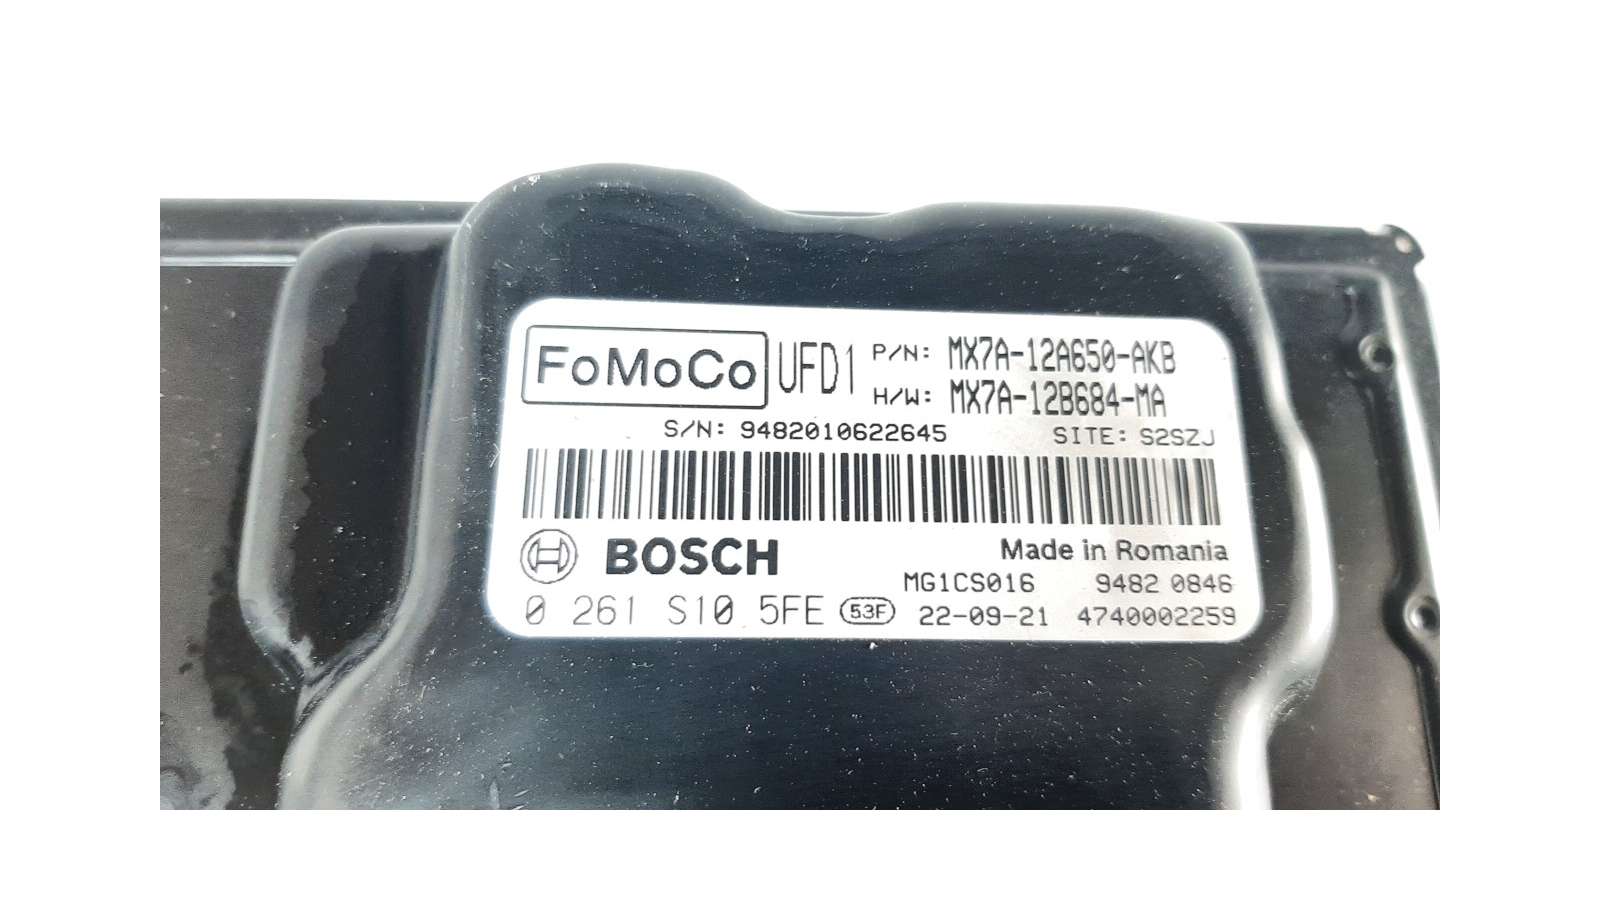 FoMoCo UFD1 P/N: MX7A-12A650-AKB
H/W: MX7A-12B684-MA
S/N: 9482010622645 SITE: S2SZJ
BOSCH Made in Romania
MG1CS016 9482 0846
0 261 S10 5FE 53F 22-09-21 4740002259